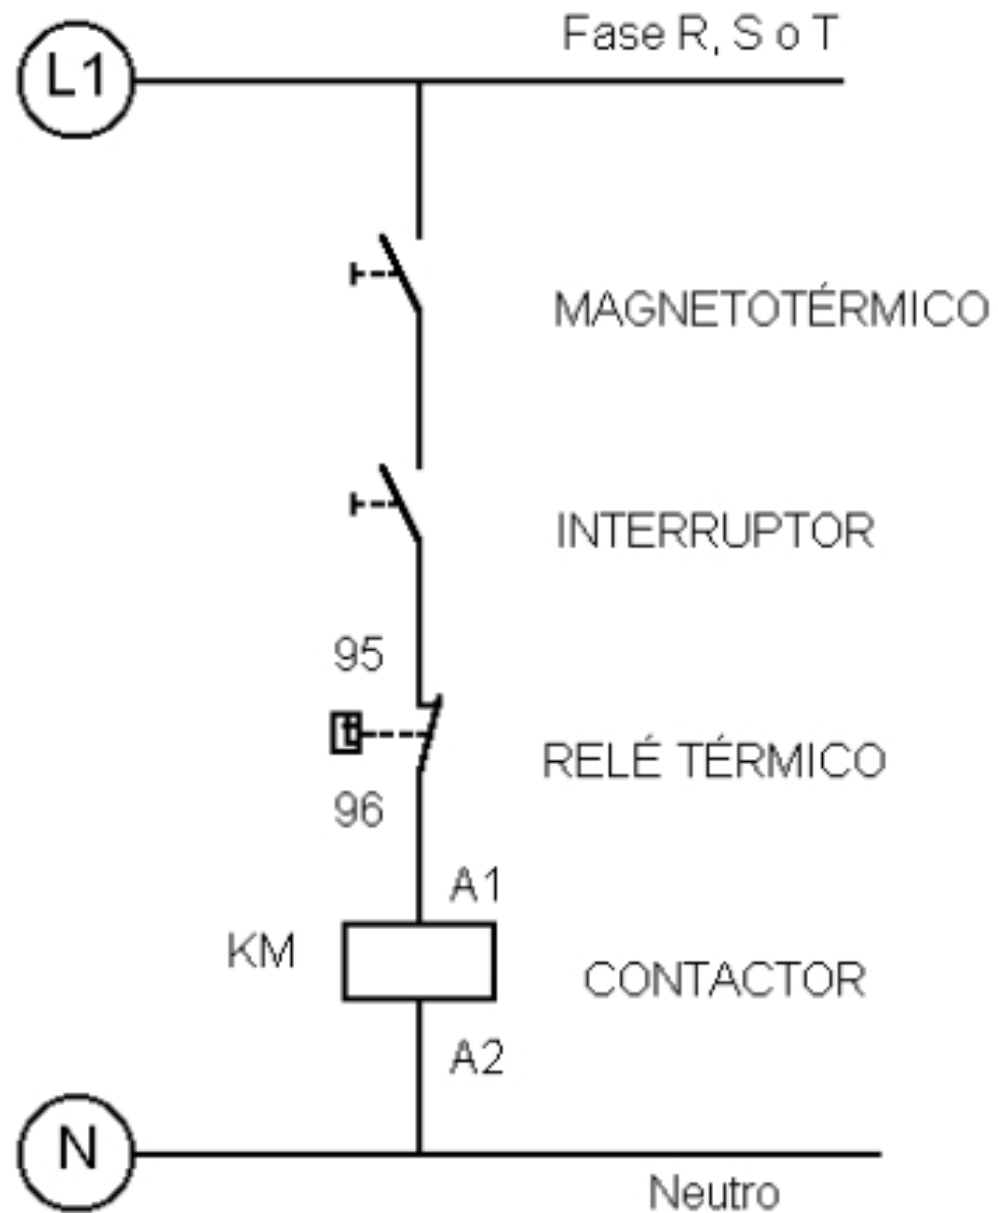 Fase R, S o T
L1
MAGNETOTÉRMICO
INTERRUPTOR
95
RELÉ TÉRMICO
96
A1
KM
CONTACTOR
A2
N
Neutro